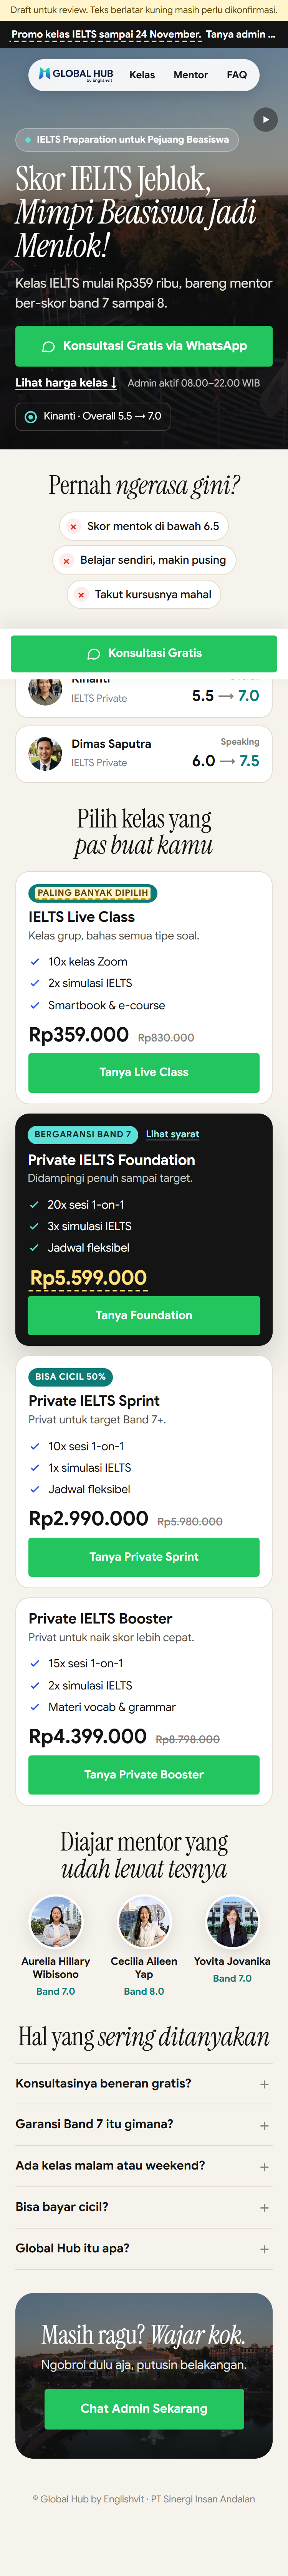 Draft untuk review. Teks berlatar kuning masih perlu dikonfirmasi.
Promo kelas IELTS sampai 24 November. Tanya admin ...
GLOBAL HUB
by Englishvit
Kelas
Mentor
FAQ
IELTS Preparation untuk Pejuang Beasiswa
Skor IELTS Jeblok,
Mimpi Beasiswa Jadi
Mentok!
Kelas IELTS mulai Rp359 ribu, bareng mentor
ber-skor band 7 sampai 8.
Konsultasi Gratis via WhatsApp
Lihat harga kelas ↓ Admin aktif 08.00–22.00 WIB
Kinanti · Overall 5.5 → 7.0
Pernah ngerasa gini?
Skor mentok di bawah 6.5
Belajar sendiri, makin pusing
Takut kursusnya mahal
Konsultasi Gratis
Kinanti
IELTS Private
5.5 → 7.0
Dimas Saputra
IELTS Private
Speaking
6.0 → 7.5
Pilih kelas yang
pas buat kamu
PALING BANYAK DIPILIH
IELTS Live Class
Kelas grup, bahas semua tipe soal.
10x kelas Zoom
2x simulasi IELTS
Smartbook & e-course
Rp359.000 Rp830.000
Tanya Live Class
BERGARANSI BAND 7 Lihat syarat
Private IELTS Foundation
Didampingi penuh sampai target.
20x sesi 1-on-1
3x simulasi IELTS
Jadwal fleksibel
Rp5.599.000
Tanya Foundation
BISA CICIL 50%
Private IELTS Sprint
Privat untuk target Band 7+.
10x sesi 1-on-1
1x simulasi IELTS
Jadwal fleksibel
Rp2.990.000 Rp5.980.000
Tanya Private Sprint
Private IELTS Booster
Privat untuk naik skor lebih cepat.
15x sesi 1-on-1
2x simulasi IELTS
Materi vocab & grammar
Rp4.399.000 Rp8.798.000
Tanya Private Booster
Diajar mentor yang
udah lewat tesnya
Aurelia Hillary
Wibisono
Band 7.0
Cecilia Aileen
Yap
Band 8.0
Yovita Jovanika
Band 7.0
Hal yang sering ditanyakan
Konsultasinya beneran gratis?
Garansi Band 7 itu gimana?
Ada kelas malam atau weekend?
Bisa bayar cicil?
Global Hub itu apa?
Masih ragu? Wajar kok.
Ngobrol dulu aja, putusin belakangan.
Chat Admin Sekarang
© Global Hub by Englishvit · PT Sinergi Insan Andalan